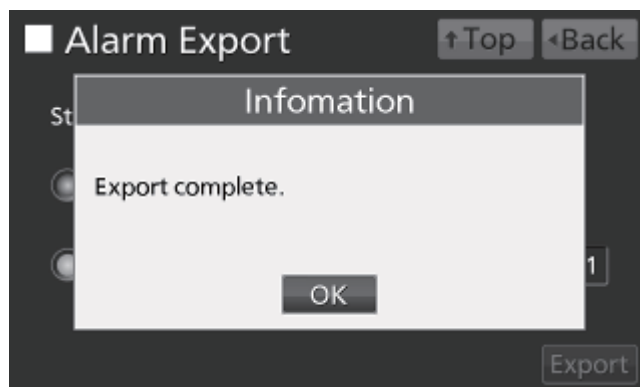 Alarm Export
↑Top
◂Back
St
Infomation
Export complete.
1
OK
Export